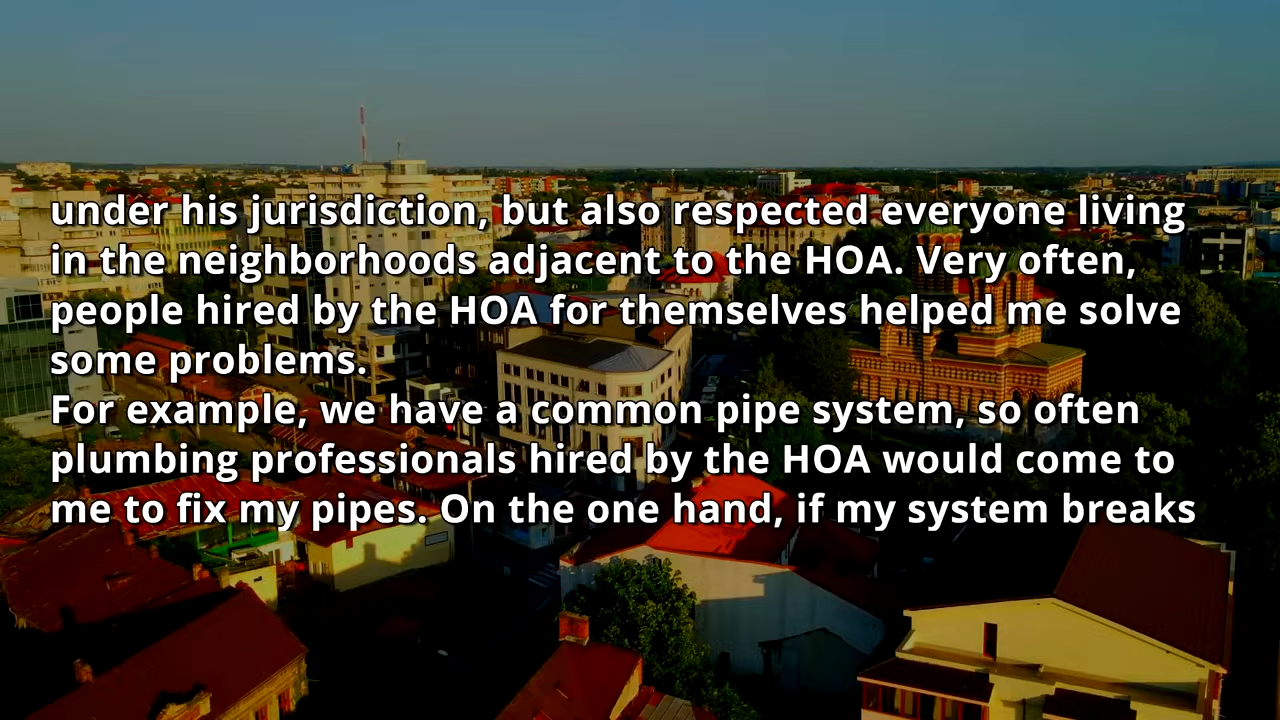 under his jurisdiction, but also respected everyone living
in the neighborhoods adjacent to the HOA. Very often,
people hired by the HOA for themselves helped me solve
some problems.
For example, we have a common pipe system, so often
plumbing professionals hired by the HOA would come to
me to fix my pipes. On the one hand, if my system breaks